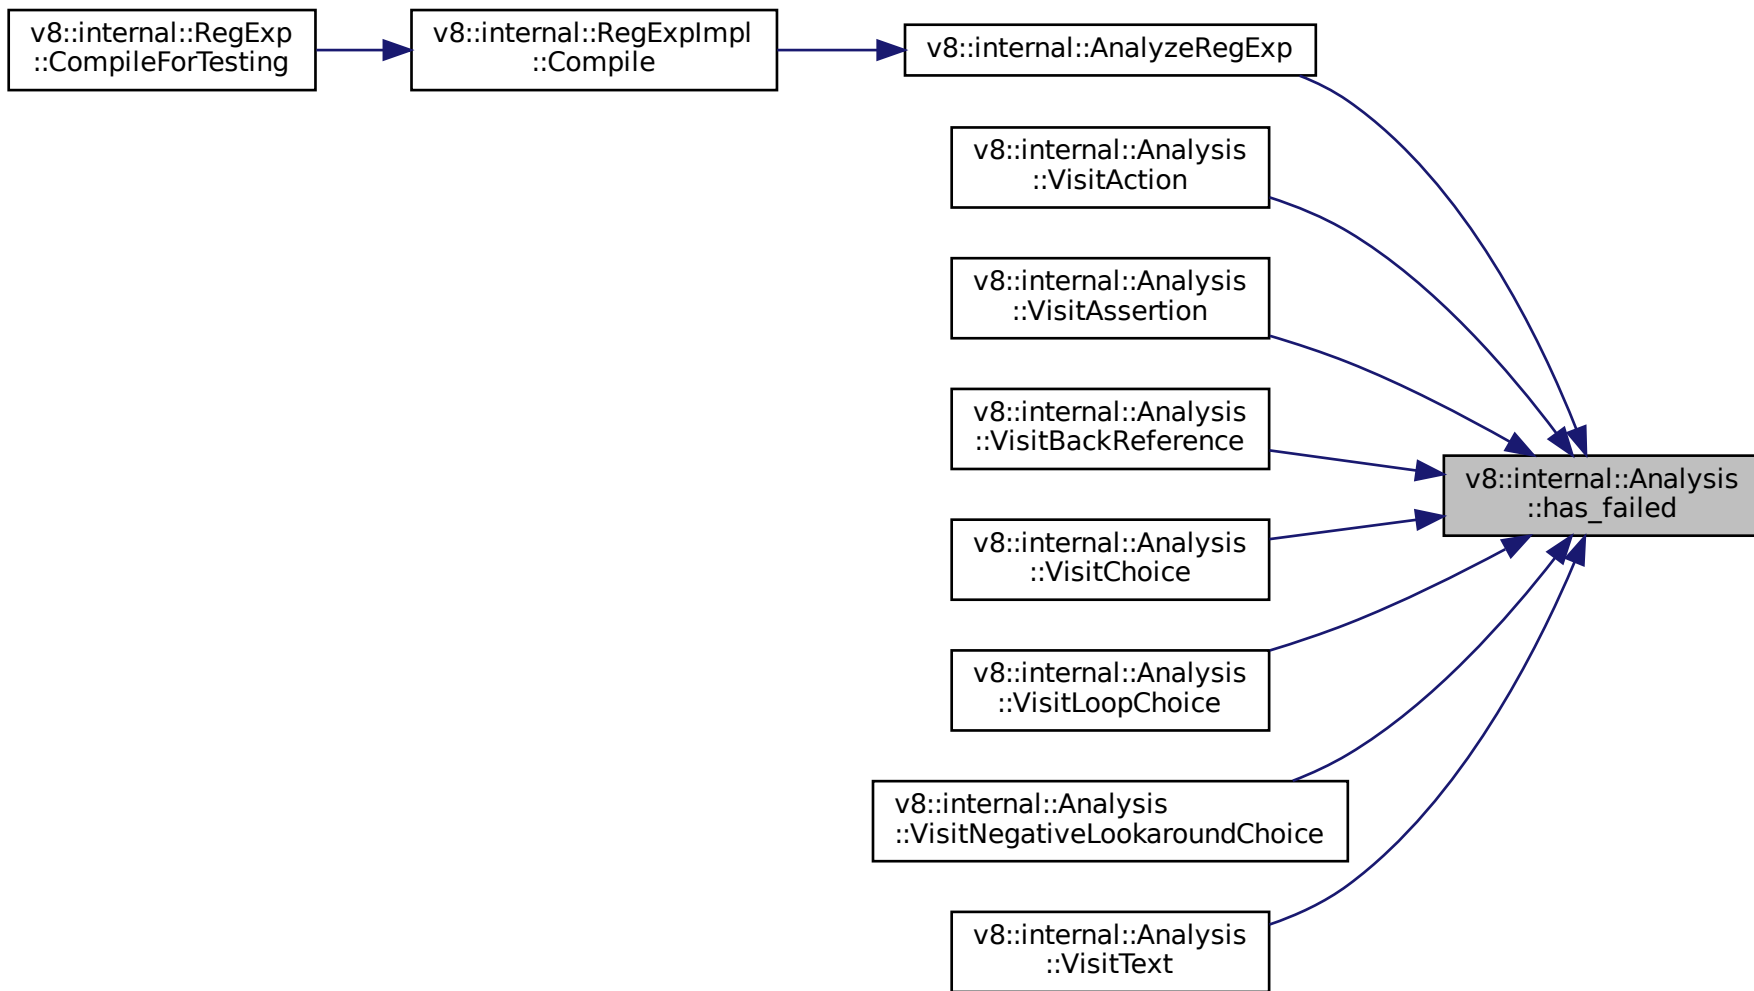 v8::internal::RegExp
::CompileForTesting
v8::internal::RegExpImpl
::Compile
v8::internal::AnalyzeRegExp
v8::internal::Analysis
::VisitAction
v8::internal::Analysis
::VisitAssertion
v8::internal::Analysis
::VisitBackReference
v8::internal::Analysis
::has_failed
v8::internal::Analysis
::VisitChoice
v8::internal::Analysis
::VisitLoopChoice
v8::internal::Analysis
::VisitNegativeLookaroundChoice
v8::internal::Analysis
::VisitText